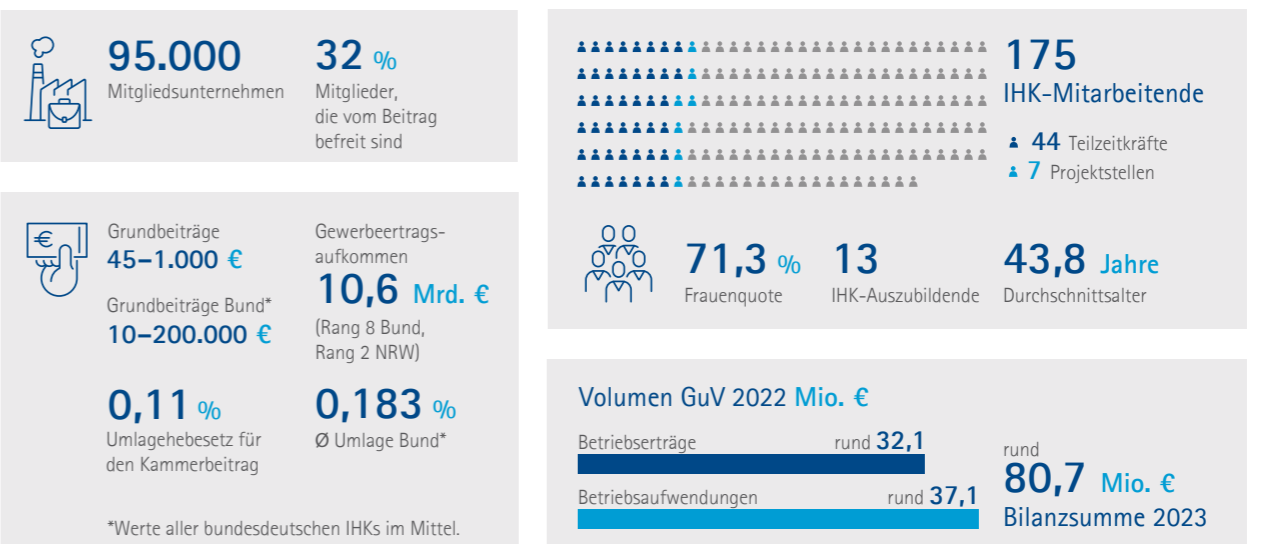 95.000
Mitgliedsunternehmen
32 %
Mitglieder,
die vom Beitrag
befreit sind
€
Grundbeiträge
45–1.000 €
Grundbeiträge Bund*
10–200.000 €
Gewerbeertrags-
aufkommen
10,6 Mrd. €
(Rang 8 Bund,
Rang 2 NRW)
0,11 %
Umlagehebesetz für
den Kammerbeitrag
0,183 %
Ø Umlage Bund*
*Werte aller bundesdeutschen IHKs im Mittel.
175
IHK-Mitarbeitende
44 Teilzeitkräfte
7 Projektstellen
71,3 %
Frauenquote
13
IHK-Auszubildende
43,8 Jahre
Durchschnittsalter
Volumen GuV 2022 Mio. €
Betriebserträge rund 32,1
Betriebsaufwendungen rund 37,1
rund
80,7 Mio. €
Bilanzsumme 2023